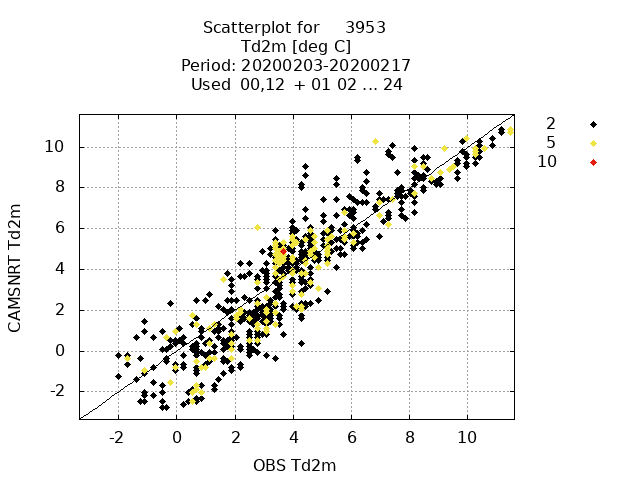 Scatterplot for 3953
Td2m [deg C]
Period: 20200203-20200217
Used 00,12 + 01 02 ... 24
2
5
10
CAMSNRT Td2m
10
8
6
4
2
0
-2
-2 0 2 4 6 8 10
OBS Td2m